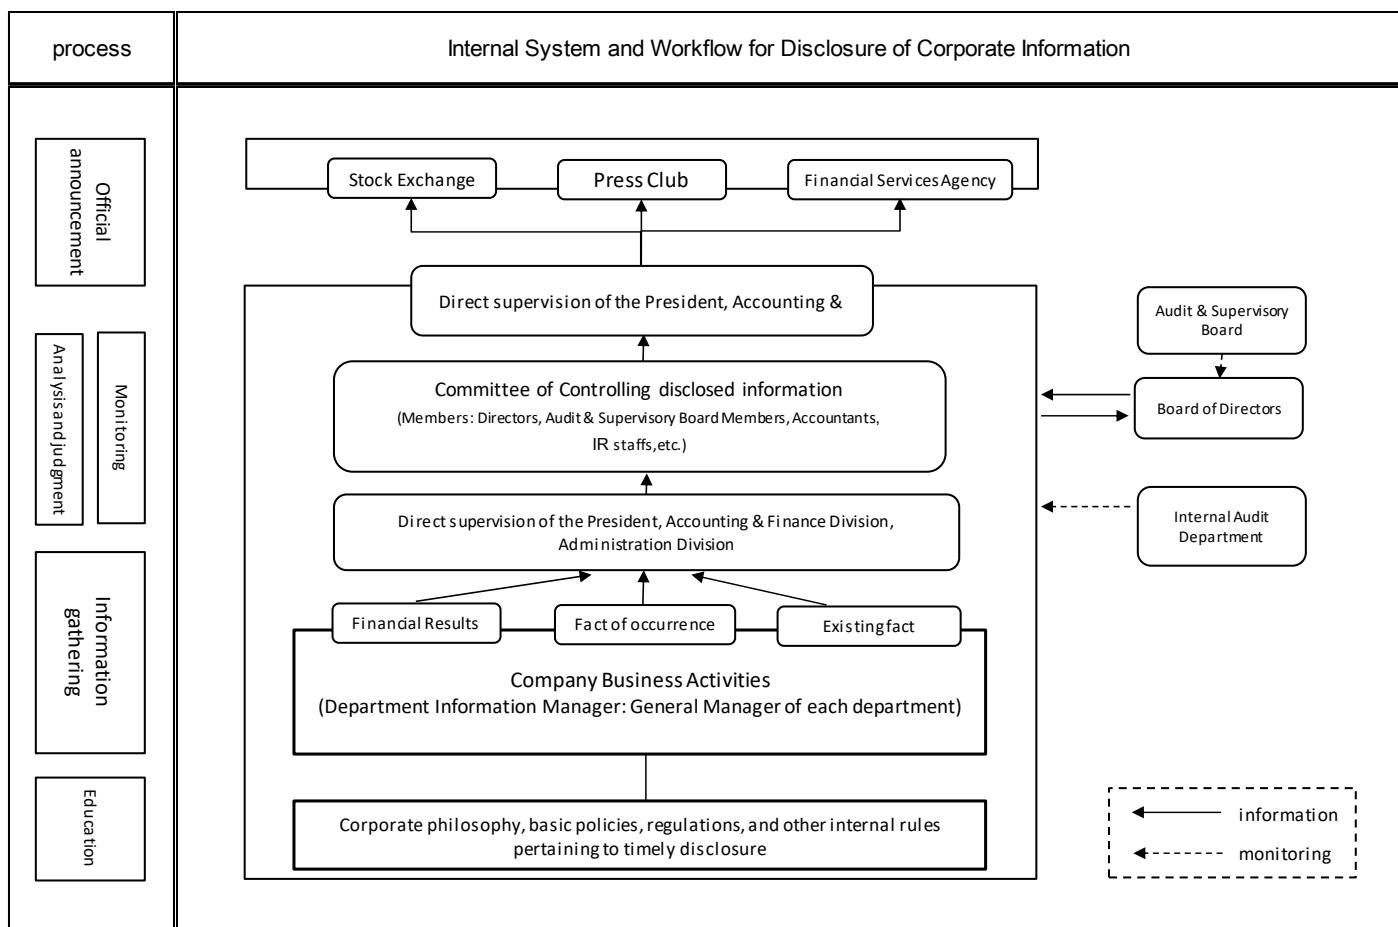 process
Internal System and Workflow for Disclosure of Corporate Information
Official
announcement
Stock Exchange
Press Club
Financial Services Agency
Direct supervision of the President, Accounting &
Audit & Supervisory
Board
Analysis and judgment
Monitoring
Committee of Controlling disclosed information
(Members: Directors, Audit & Supervisory Board Members, Accountants,
IR staffs,etc.)
Board of Directors
Direct supervision of the President, Accounting & Finance Division,
Administration Division
Internal Audit
Department
Information
gathering
Financial Results
Fact of occurrence
Existing fact
Company Business Activities
(Department Information Manager: General Manager of each department)
Education
Corporate philosophy, basic policies, regulations, and other internal rules
pertaining to timely disclosure
information
monitoring